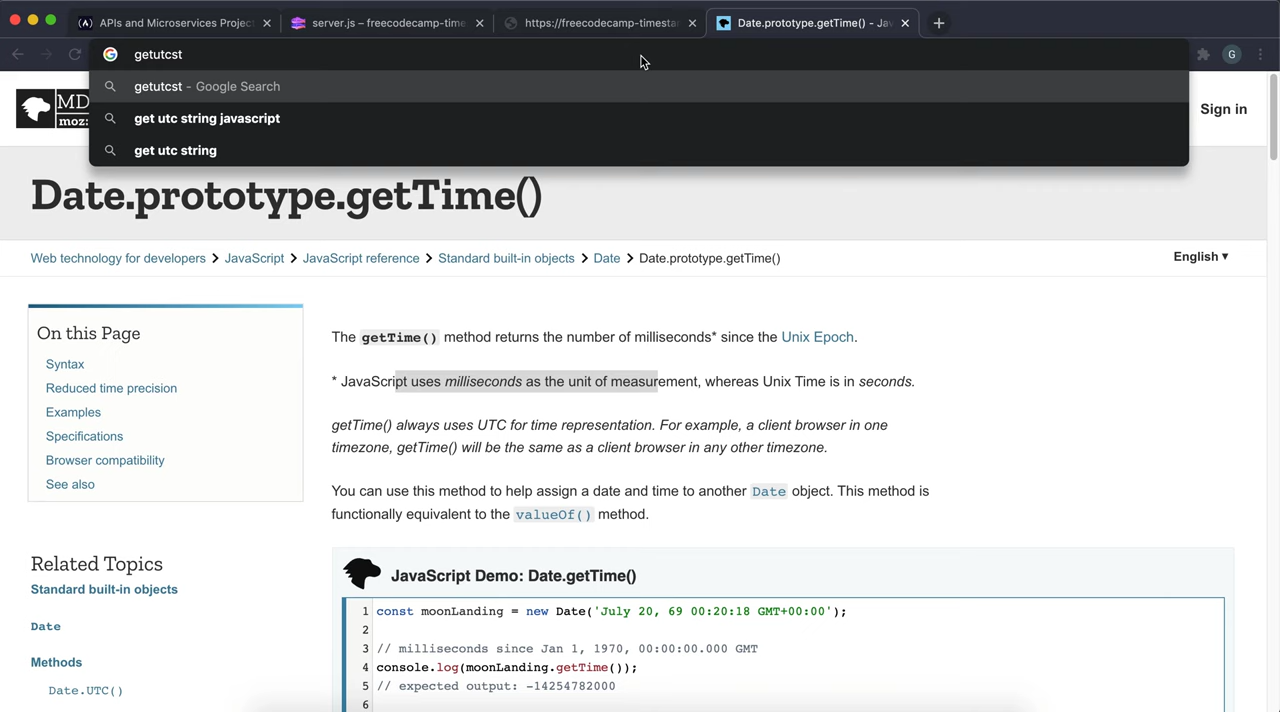 APIs and Microservices Project
server.js – freecodecamp-time
https://freecodecamp-timesta
Date.prototype.getTime() - Jav
getutcst
G
getutcst - Google Search
get utc string javascript
get utc string
MD
moz:
Sign in
Date.prototype.getTime()
Web technology for developers > JavaScript > JavaScript reference > Standard built-in objects > Date > Date.prototype.getTime()
English ▼
On this Page
Syntax
Reduced time precision
Examples
Specifications
Browser compatibility
See also
Related Topics
Standard built-in objects
Date
Methods
Date.UTC()
The getTime() method returns the number of milliseconds* since the Unix Epoch.
* JavaScript uses milliseconds as the unit of measurement, whereas Unix Time is in seconds.
getTime() always uses UTC for time representation. For example, a client browser in one
timezone, getTime() will be the same as a client browser in any other timezone.
You can use this method to help assign a date and time to another Date object. This method is
functionally equivalent to the valueOf() method.
JavaScript Demo: Date.getTime()
1 const moonLanding = new Date('July 20, 69 00:20:18 GMT+00:00');
2
3 // milliseconds since Jan 1, 1970, 00:00:00.000 GMT
4 console.log(moonLanding.getTime());
5 // expected output: -14254782000
6